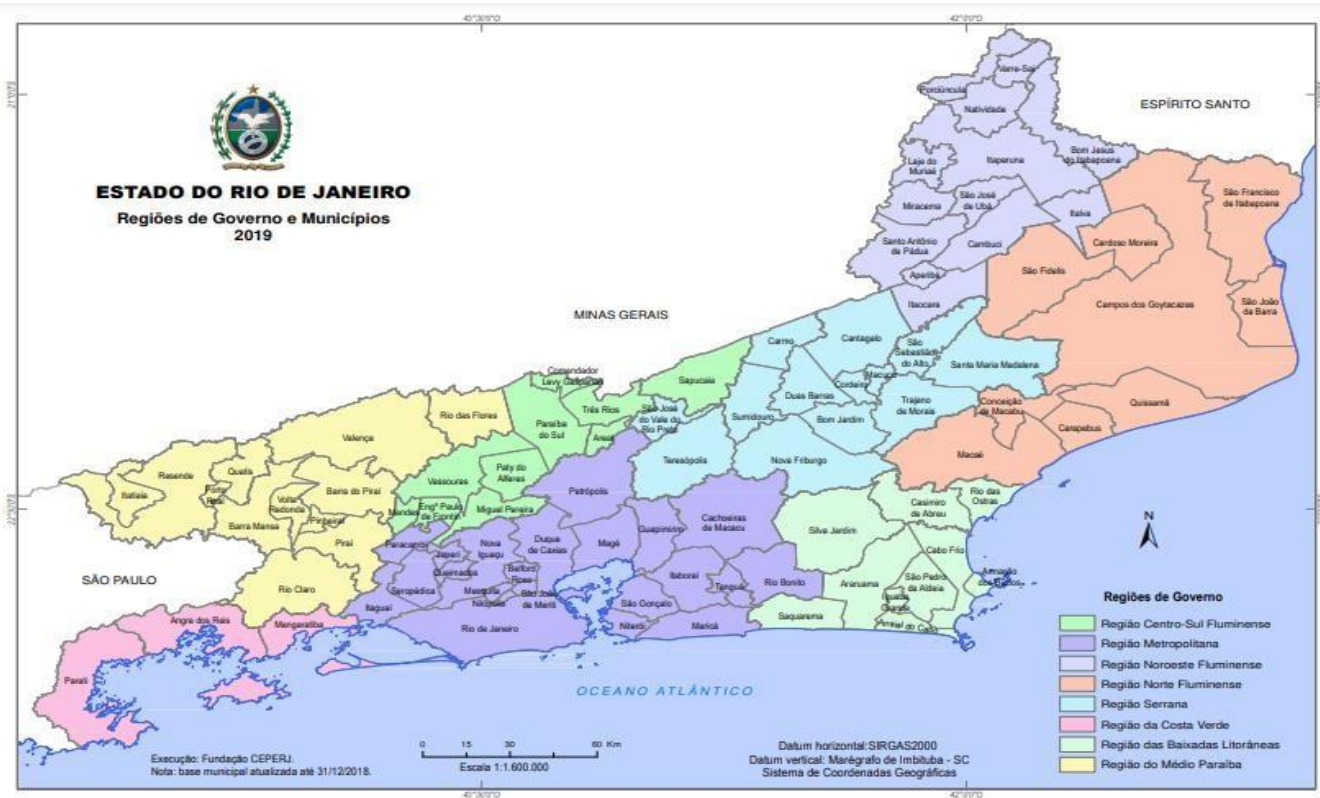 ESTADO DO RIO DE JANEIRO
Regiões de Governo e Municípios
2019
MINAS GERAIS
ESPÍRITO SANTO
SÃO PAULO
OCEANO ATLÂNTICO
Varre-Sai
Porciúncula
Natividade
Laje do
Muriaé
Itaperuna
Bom Jesus
do Itabapoana
Miracema
São José
de Ubá
Italva
Santo Antônio
de Pádua
Cambuci
Aperibé
Itaocara
São Francisco
de Itabapoana
Cardoso Moreira
São Fidelis
Campos dos Goytacazes
São João
da Barra
Carmo
Cantagalo
São
Sebastião
do Alto
Santa Maria Madalena
Macuco
Cordeiro
Duas Barras
Trajano
de Morais
Conceição
de Macabu
Quissamã
Carapebus
Macaé
Sumidouro
Bom Jardim
Nova Friburgo
Teresópolis
São José
do Vale do
Rio Preto
Comendador
Levy Gasparian
Sapucaia
Três Rios
Paraíba
do Sul
Areal
Rio das Flores
Valença
Paty do
Alferes
Vassouras
Miguel Pereira
Engº Paulo
de Frontin
Mendes
Resende
Quatis
Itatiaia
Porto
Real
Volta
Redonda
Barra do Piraí
Barra Mansa
Pinheiral
Piraí
Rio Claro
Petrópolis
Paracambi
Japeri
Nova
Iguaçu
Duque
de Caxias
Magé
Guapimirim
Cachoeiras
de Macacu
Queimados
Belford
Roxo
Seropédica
Mesquita
Nilópolis
São João
de Meriti
Itaguaí
Rio de Janeiro
Itaboraí
Tanguá
Rio Bonito
São Gonçalo
Niterói
Maricá
Silva Jardim
Casimiro
de Abreu
Rio das
Ostras
Cabo Frio
Armação
dos Búzios
Araruama
São Pedro
da Aldeia
Iguaba
Grande
Saquarema
Arraial do Cabo
Mangaratiba
Angra dos Reis
Parati
N
Regiões de Governo
Região Centro-Sul Fluminense
Região Metropolitana
Região Noroeste Fluminense
Região Norte Fluminense
Região Serrana
Região da Costa Verde
Região das Baixadas Litorâneas
Região do Médio Paraíba
Execução: Fundação CEPERJ.
Nota: base municipal atualizada até 31/12/2018.
0 15 30 60 Km
Escala 1:1.600.000
Datum horizontal:SIRGAS2000
Datum vertical: Marégrafo de Imbituba - SC
Sistema de Coordenadas Geográficas